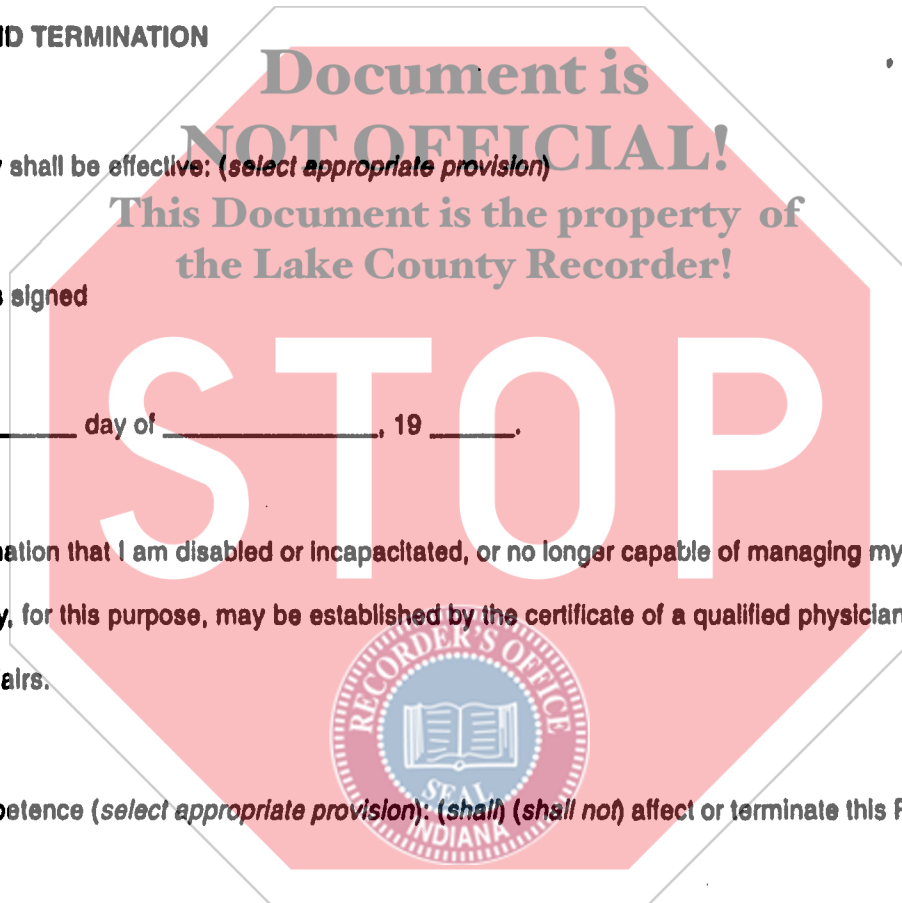 D TERMINATION
Document is
NOT OFFICIAL!
shall be effective: (select appropriate provision)
This Document is the property of
the Lake County Recorder!
signed
STOP
_______ day of _______________, 19 ______.
ation that I am disabled or incapacitated, or no longer capable of managing my
y, for this purpose, may be established by the certificate of a qualified physician
airs.
RECORDER'S OFFICE
SEAL
INDIANA
petence (select appropriate provision): (shall) (shall not) affect or terminate this